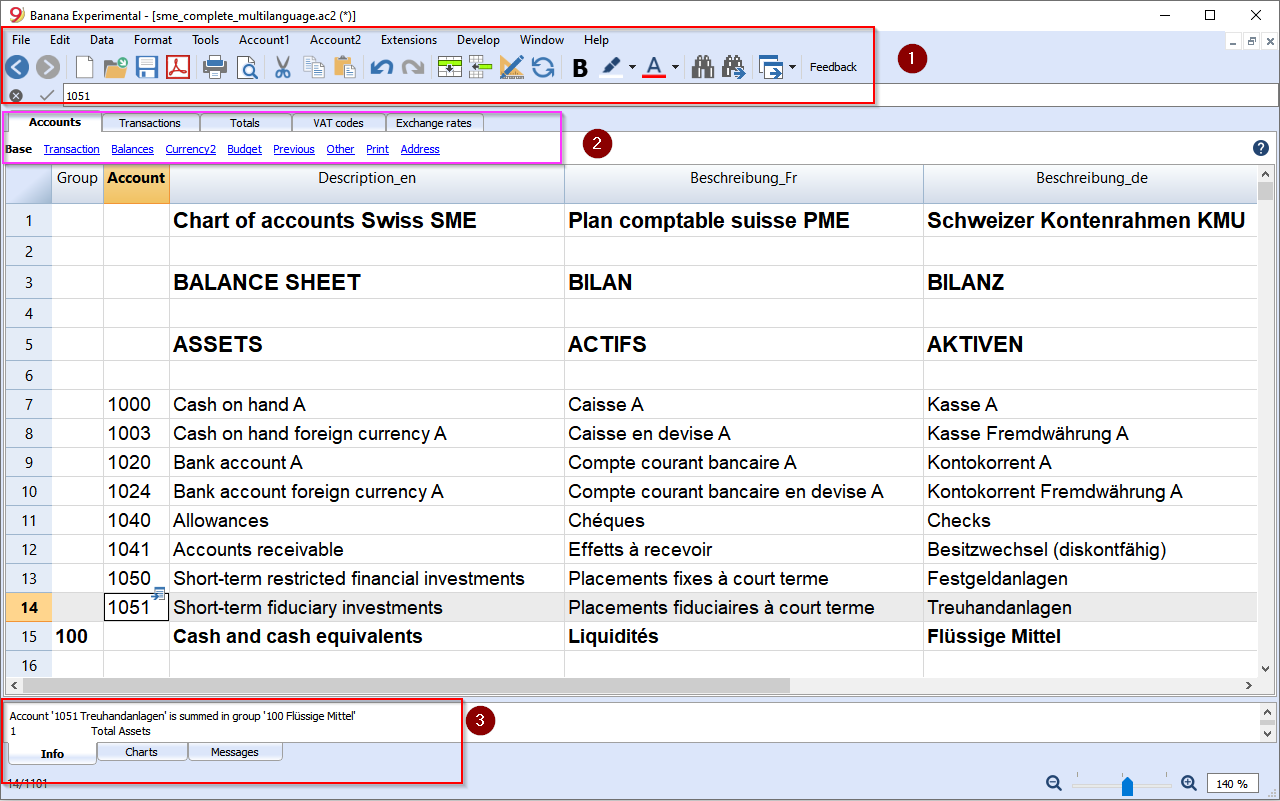 Banana Experimental - [sme_complete_multilanguage.ac2 (*)]
File Edit Data Format Tools Account1 Account2 Extensions Develop Window Help
B A Feedback
1
1051
Accounts Transactions Totals VAT codes Exchange rates
2
Base Transaction Balances Currency2 Budget Previous Other Print Address ?
Group Account Description_en Beschreibung_Fr Beschreibung_de
1 Chart of accounts Swiss SME Plan comptable suisse PME Schweizer Kontenrahmen KMU
2
3 BALANCE SHEET BILAN BILANZ
4
5 ASSETS ACTIFS AKTIVEN
6
7 1000 Cash on hand A Caisse A Kasse A
8 1003 Cash on hand foreign currency A Caisse en devise A Kasse Fremdwährung A
9 1020 Bank account A Compte courant bancaire A Kontokorrent A
10 1024 Bank account foreign currency A Compte courant bancaire en devise A Kontokorrent Fremdwährung A
11 1040 Allowances Chéques Checks
12 1041 Accounts receivable Effetts à recevoir Besitzwechsel (diskontfähig)
13 1050 Short-term restricted financial investments Placements fixes à court terme Festgeldanlagen
14 1051 Short-term fiduciary investments Placements fiduciaires à court terme Treuhandanlagen
15 100 Cash and cash equivalents Liquidités Flüssige Mittel
16
Account '1051 Treuhandanlagen' is summed in group '100 Flüssige Mittel'
3
1 Total Assets
Info Charts Messages
14/1101
140 %